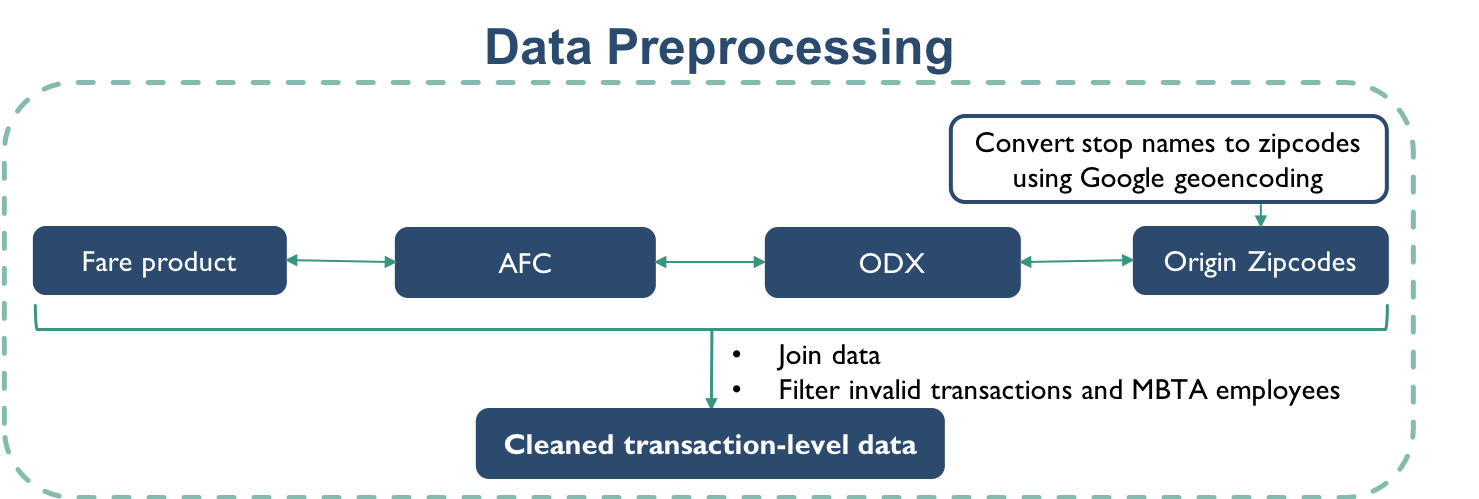 Data Preprocessing
Convert stop names to zipcodes
using Google geoencoding
Fare product
AFC
ODX
Origin Zipcodes
• Join data
• Filter invalid transactions and MBTA employees
Cleaned transaction-level data